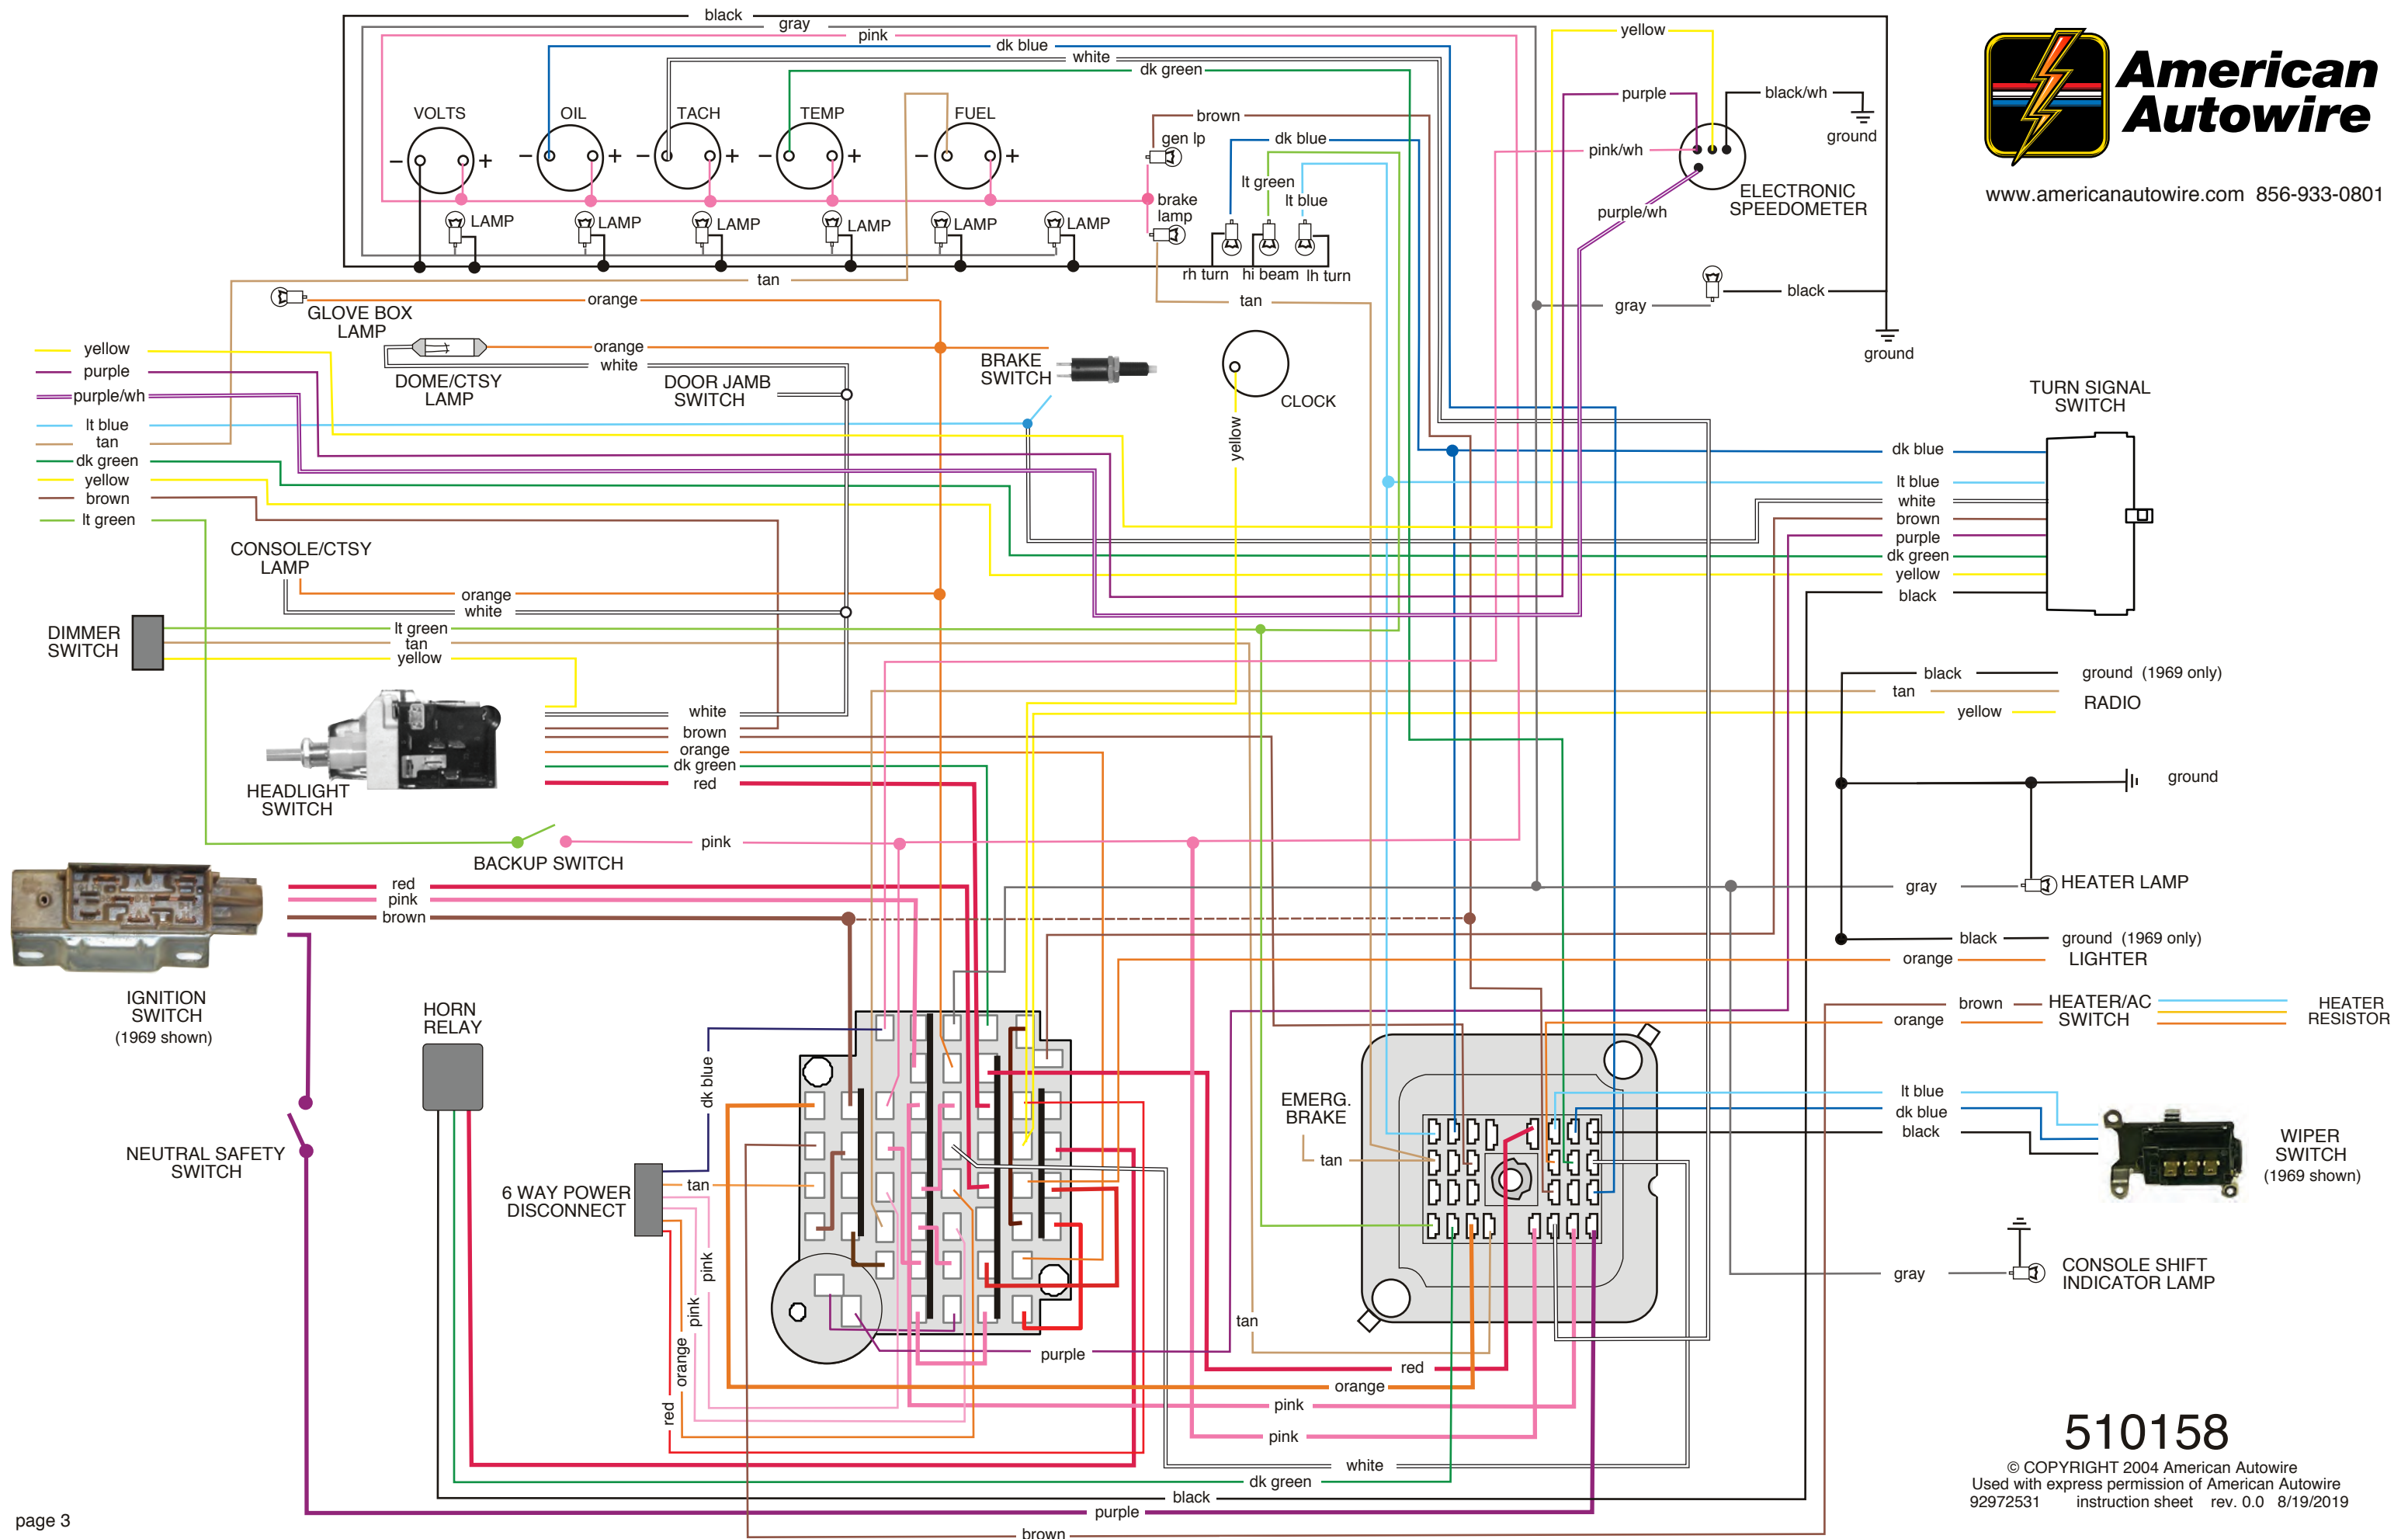 black
gray
pink
dk blue
white
dk green
yellow
purple
black/wh
ground
pink/wh
ELECTRONIC
SPEEDOMETER
purple/wh
American
Autowire
www.americanautowire.com 856-933-0801
VOLTS
OIL
TACH
TEMP
FUEL
- +
- +
- +
- +
- +
LAMP
LAMP
LAMP
LAMP
LAMP
LAMP
brown
gen lp
brake
lamp
dk blue
lt green
lt blue
rh turn
hi beam
lh turn
tan
tan
gray
black
ground
orange
GLOVE BOX
LAMP
orange
white
DOME/CTSY
LAMP
DOOR JAMB
SWITCH
BRAKE
SWITCH
CLOCK
yellow
yellow
purple
purple/wh
lt blue
tan
dk green
yellow
brown
lt green
TURN SIGNAL
SWITCH
dk blue
lt blue
white
brown
purple
dk green
yellow
black
CONSOLE/CTSY
LAMP
orange
white
DIMMER
SWITCH
lt green
tan
yellow
black
ground (1969 only)
tan
RADIO
yellow
white
brown
orange
dk green
red
HEADLIGHT
SWITCH
ground
pink
BACKUP SWITCH
red
pink
brown
gray
HEATER LAMP
black
ground (1969 only)
orange
LIGHTER
IGNITION
SWITCH
(1969 shown)
HORN
RELAY
brown
HEATER/AC
SWITCH
orange
HEATER
RESISTOR
dk blue
EMERG.
BRAKE
tan
lt blue
dk blue
black
WIPER
SWITCH
(1969 shown)
NEUTRAL SAFETY
SWITCH
6 WAY POWER
DISCONNECT
tan
pink
pink
orange
red
gray
CONSOLE SHIFT
INDICATOR LAMP
tan
purple
red
orange
pink
pink
white
dk green
black
purple
brown
510158
© COPYRIGHT 2004 American Autowire
Used with express permission of American Autowire
92972531 instruction sheet rev. 0.0 8/19/2019
page 3